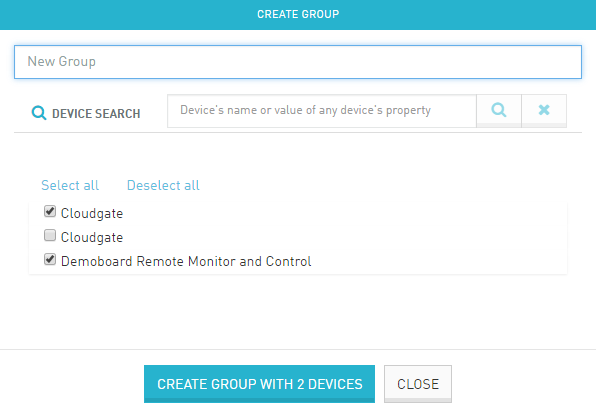 CREATE GROUP
New Group
DEVICE SEARCH Device's name or value of any device's property
Select all Deselect all
Cloudgate
Cloudgate
Demoboard Remote Monitor and Control
CREATE GROUP WITH 2 DEVICES CLOSE